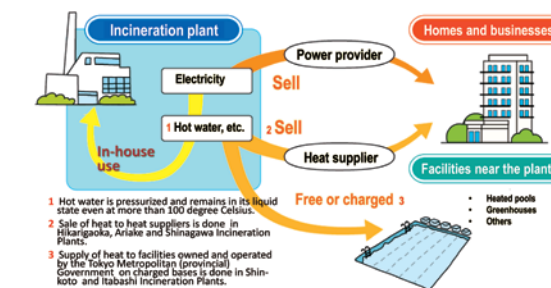 Incineration plant
Homes and businesses
Power provider
Electricity
Sell
1 Hot water, etc.
2 Sell
In-house
use
Heat supplier
Facilities near the plant
Free or charged 3
• Heated pools
• Greenhouses
• Others
1 Hot water is pressurized and remains in its liquid
state even at more than 100 degree Celsius.
2 Sale of heat to heat suppliers is done in
Hikarigaoka, Ariake and Shinagawa Incineration
Plants.
3 Supply of heat to facilities owned and operated
by the Tokyo Metropolitan (provincial)
Government on charged bases is done in Shin-
koto and Itabashi Incineration Plants.